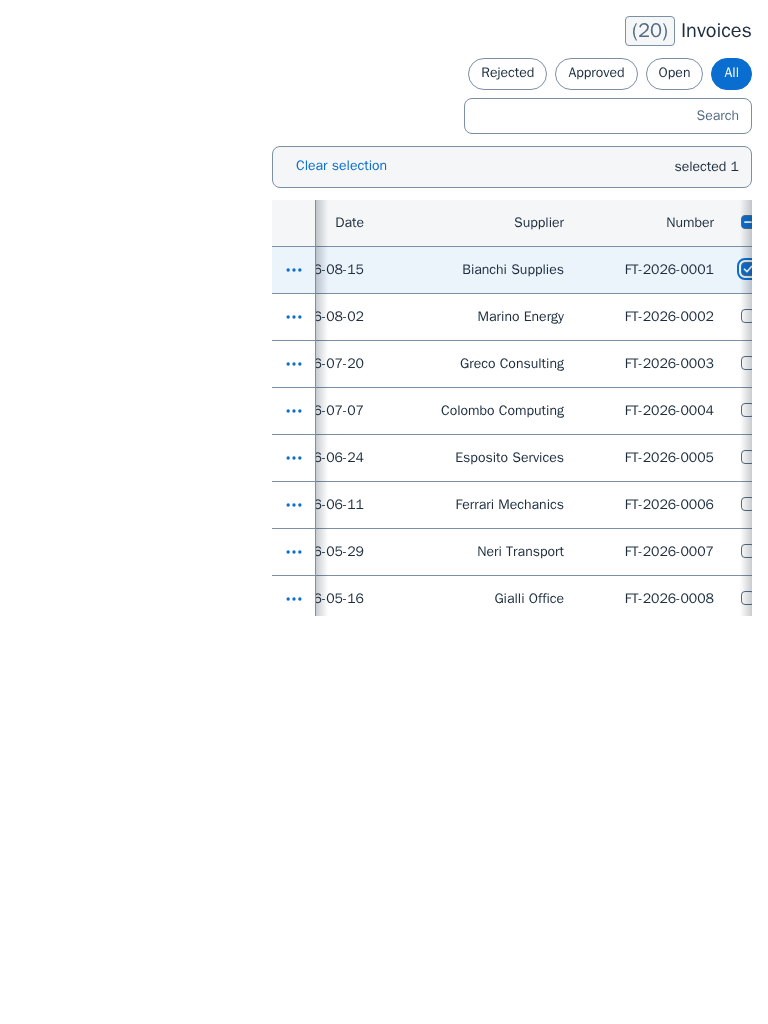 (20) Invoices
Rejected Approved Open All
Search
Clear selection selected 1
Date Supplier Number
6-08-15 Bianchi Supplies FT-2026-0001
6-08-02 Marino Energy FT-2026-0002
6-07-20 Greco Consulting FT-2026-0003
6-07-07 Colombo Computing FT-2026-0004
6-06-24 Esposito Services FT-2026-0005
6-06-11 Ferrari Mechanics FT-2026-0006
6-05-29 Neri Transport FT-2026-0007
6-05-16 Gialli Office FT-2026-0008